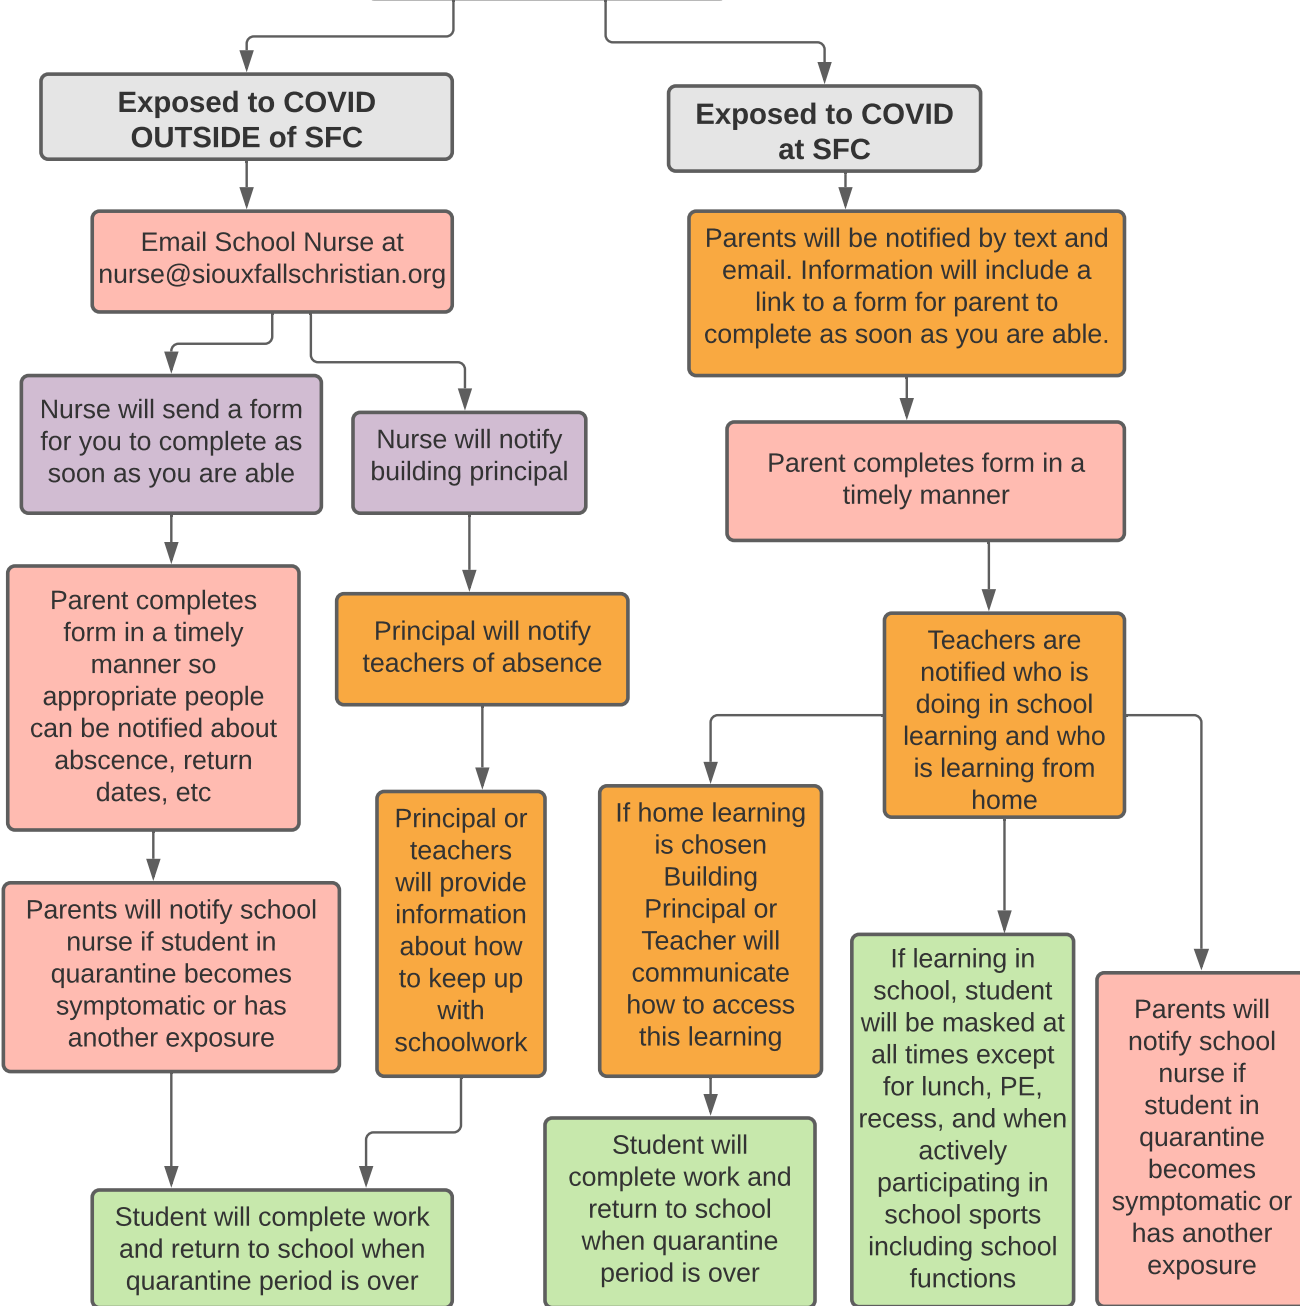 Exposed to COVID
OUTSIDE of SFC
Exposed to COVID
at SFC
Email School Nurse at
nurse@siouxfallschristian.org
Parents will be notified by text and
email. Information will include a
link to a form for parent to
complete as soon as you are able.
Nurse will send a form
for you to complete as
soon as you are able
Nurse will notify
building principal
Parent completes form in a
timely manner
Parent completes
form in a timely
manner so
appropriate people
can be notified about
abscence, return
dates, etc
Principal will notify
teachers of absence
Teachers are
notified who is
doing in school
learning and who
is learning from
home
Principal or
teachers
will provide
information
about how
to keep up
with
schoolwork
If home learning
is chosen
Building
Principal or
Teacher will
communicate
how to access
this learning
Parents will notify school
nurse if student in
quarantine becomes
symptomatic or has
another exposure
If learning in
school, student
will be masked at
all times except
for lunch, PE,
recess, and when
actively
participating in
school sports
including school
functions
Parents will
notify school
nurse if
student in
quarantine
becomes
symptomatic or
has another
exposure
Student will complete work
and return to school when
quarantine period is over
Student will
complete work and
return to school
when quarantine
period is over